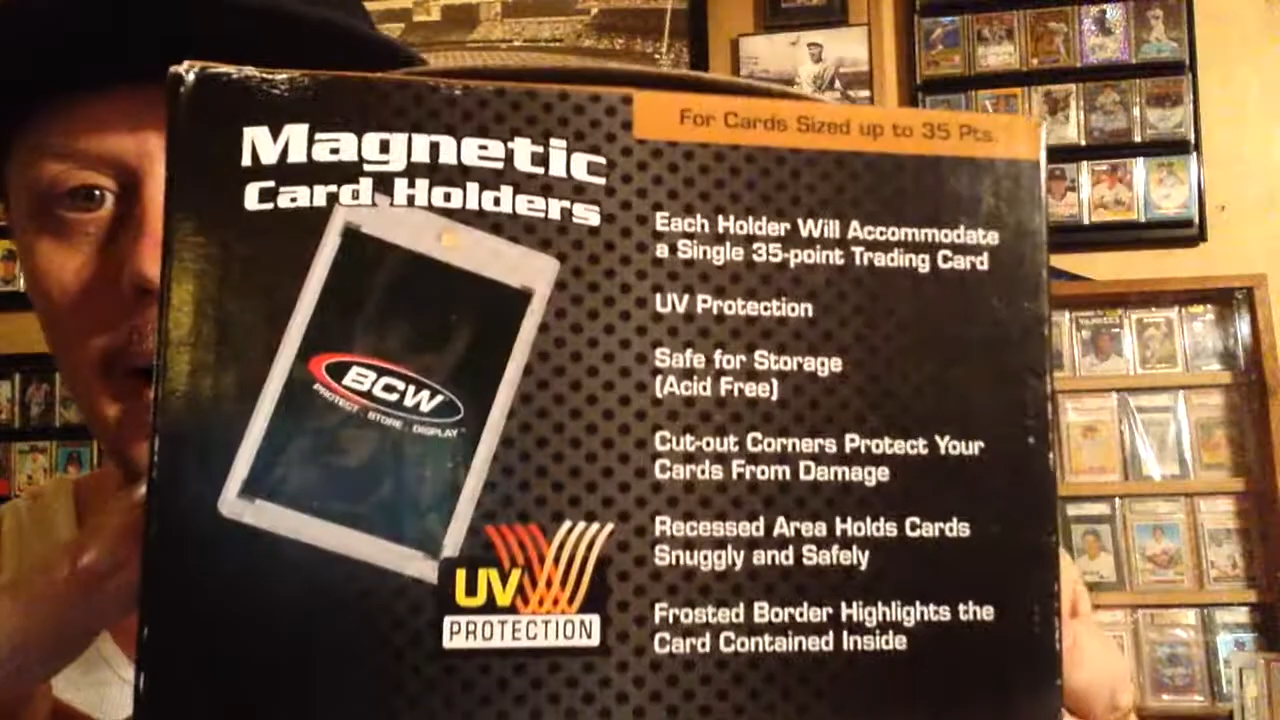 For Cards Sized up to 35 Pts.
Magnetic
Card Holders
BCW
PROTECT . STORE . DISPLAY™
UV
PROTECTION
Each Holder Will Accommodate
a Single 35-point Trading Card
UV Protection
Safe for Storage
(Acid Free)
Cut-out Corners Protect Your
Cards From Damage
Recessed Area Holds Cards
Snuggly and Safely
Frosted Border Highlights the
Card Contained Inside
YANKEES